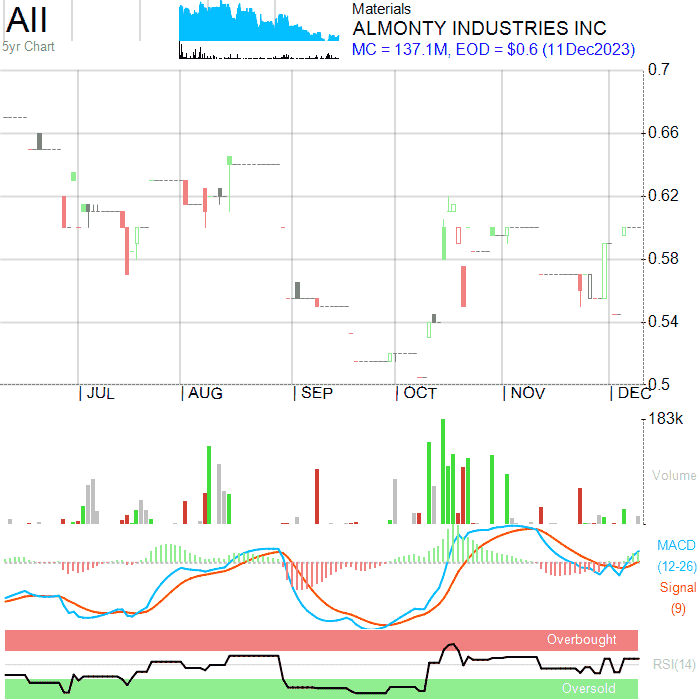 AII
5yr Chart
Materials
ALMONTY INDUSTRIES INC
MC = 137.1M, EOD = $0.6 (11Dec2023)
0.7
0.66
0.62
0.58
0.54
0.5
| JUL
| AUG
| SEP
| OCT
| NOV
| DEC
183k
Volume
MACD
(12-26)
Signal
(9)
Overbought
RSI(14)
Oversold